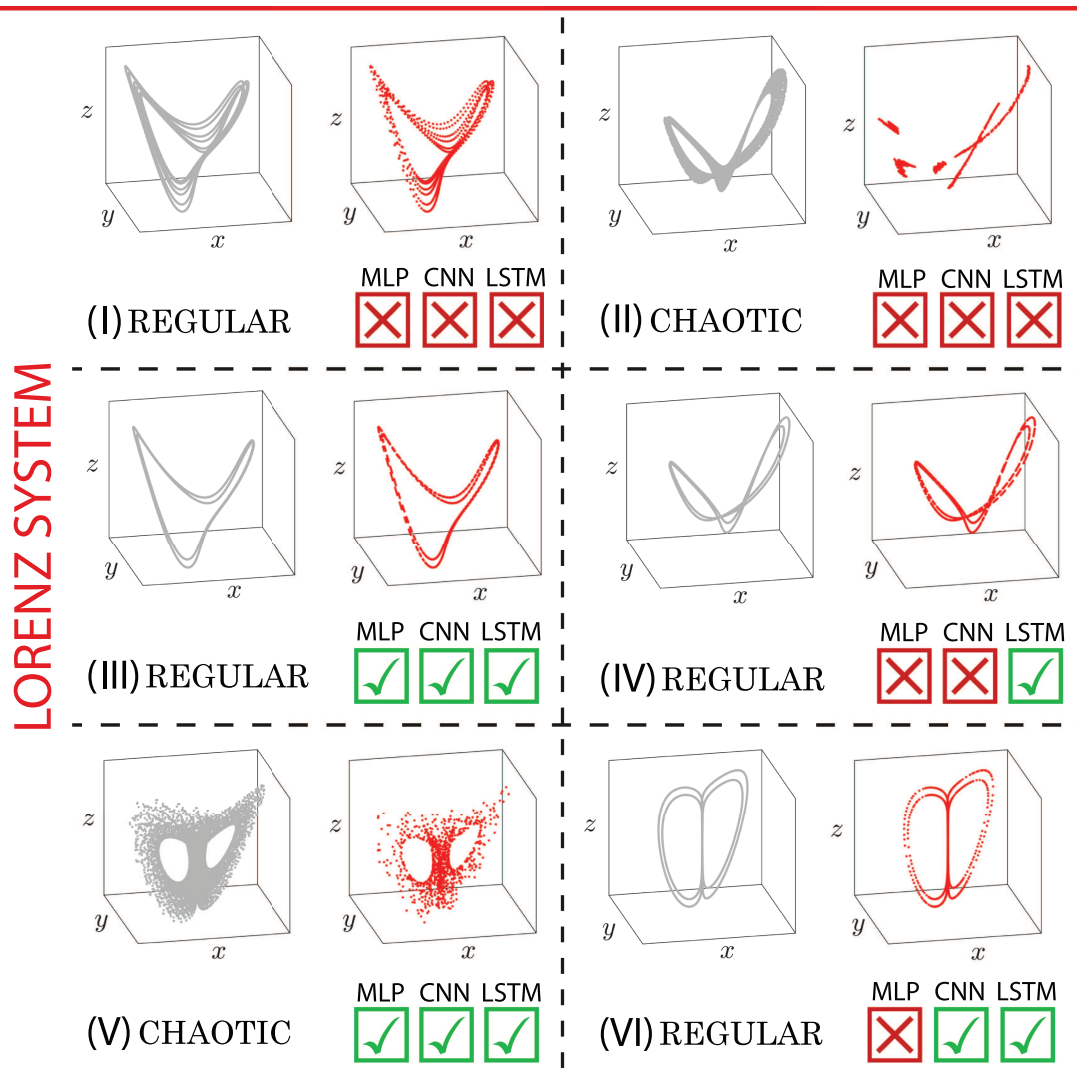 LORENZ SYSTEM
z
y
x
z
y
x
MLP CNN LSTM
(I) REGULAR
z
y
x
z
y
x
MLP CNN LSTM
(II) CHAOTIC
z
y
x
z
y
x
MLP CNN LSTM
(III) REGULAR
z
y
x
z
y
x
MLP CNN LSTM
(IV) REGULAR
z
y
x
z
y
x
MLP CNN LSTM
(V) CHAOTIC
z
y
x
z
y
x
MLP CNN LSTM
(VI) REGULAR